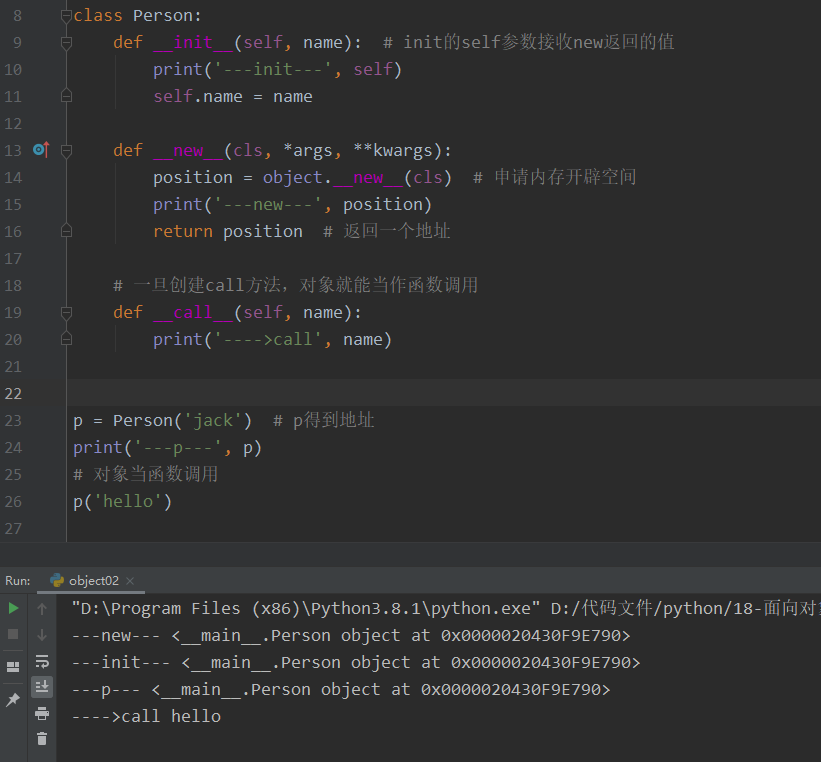 8 class Person:
9     def __init__(self, name):  # init的self参数接收new返回的值
10         print('---init---', self)
11         self.name = name
12
13     def __new__(cls, *args, **kwargs):
14         position = object.__new__(cls)  # 申请内存开辟空间
15         print('---new---', position)
16         return position  # 返回一个地址
17
18     # 一旦创建call方法，对象就能当作函数调用
19     def __call__(self, name):
20         print('---->call', name)
21
22
23 p = Person('jack')  # p得到地址
24 print('---p---', p)
25 # 对象当函数调用
26 p('hello')
27
Run: object02 ×
"D:\Program Files (x86)\Python3.8.1\python.exe" D:/代码文件/python/18-面向对
---new--- <__main__.Person object at 0x0000020430F9E790>
---init--- <__main__.Person object at 0x0000020430F9E790>
---p--- <__main__.Person object at 0x0000020430F9E790>
---->call hello